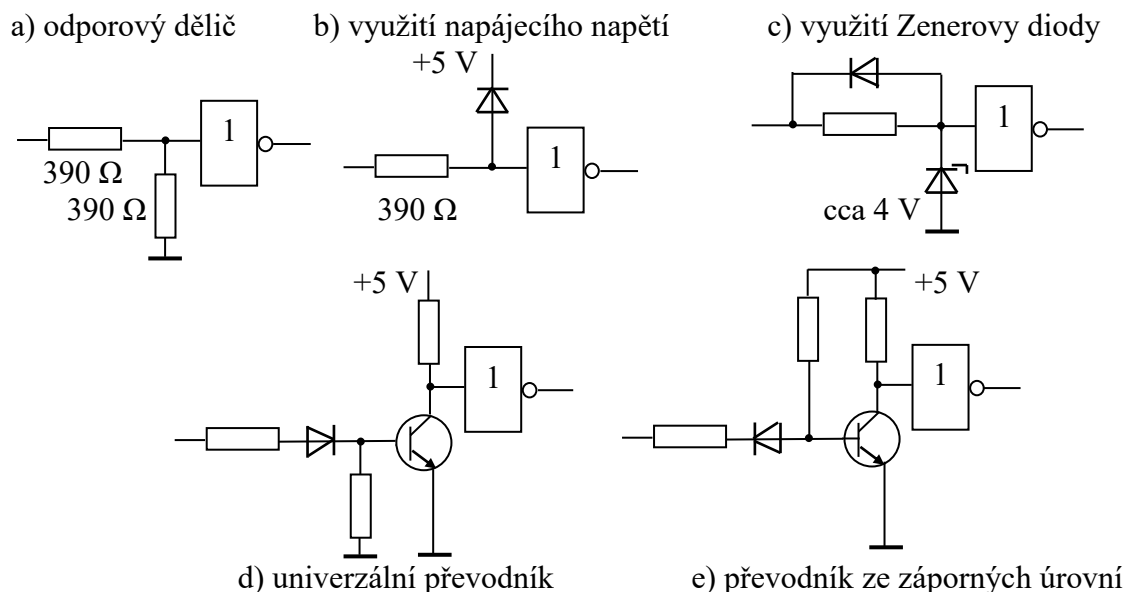 a) odporový dělič
b) využití napájecího napětí
c) využití Zenerovy diody
1
390 Ω
390 Ω
+5 V
1
390 Ω
1
cca 4 V
+5 V
1
+5 V
1
d) univerzální převodník
e) převodník ze záporných úrovní